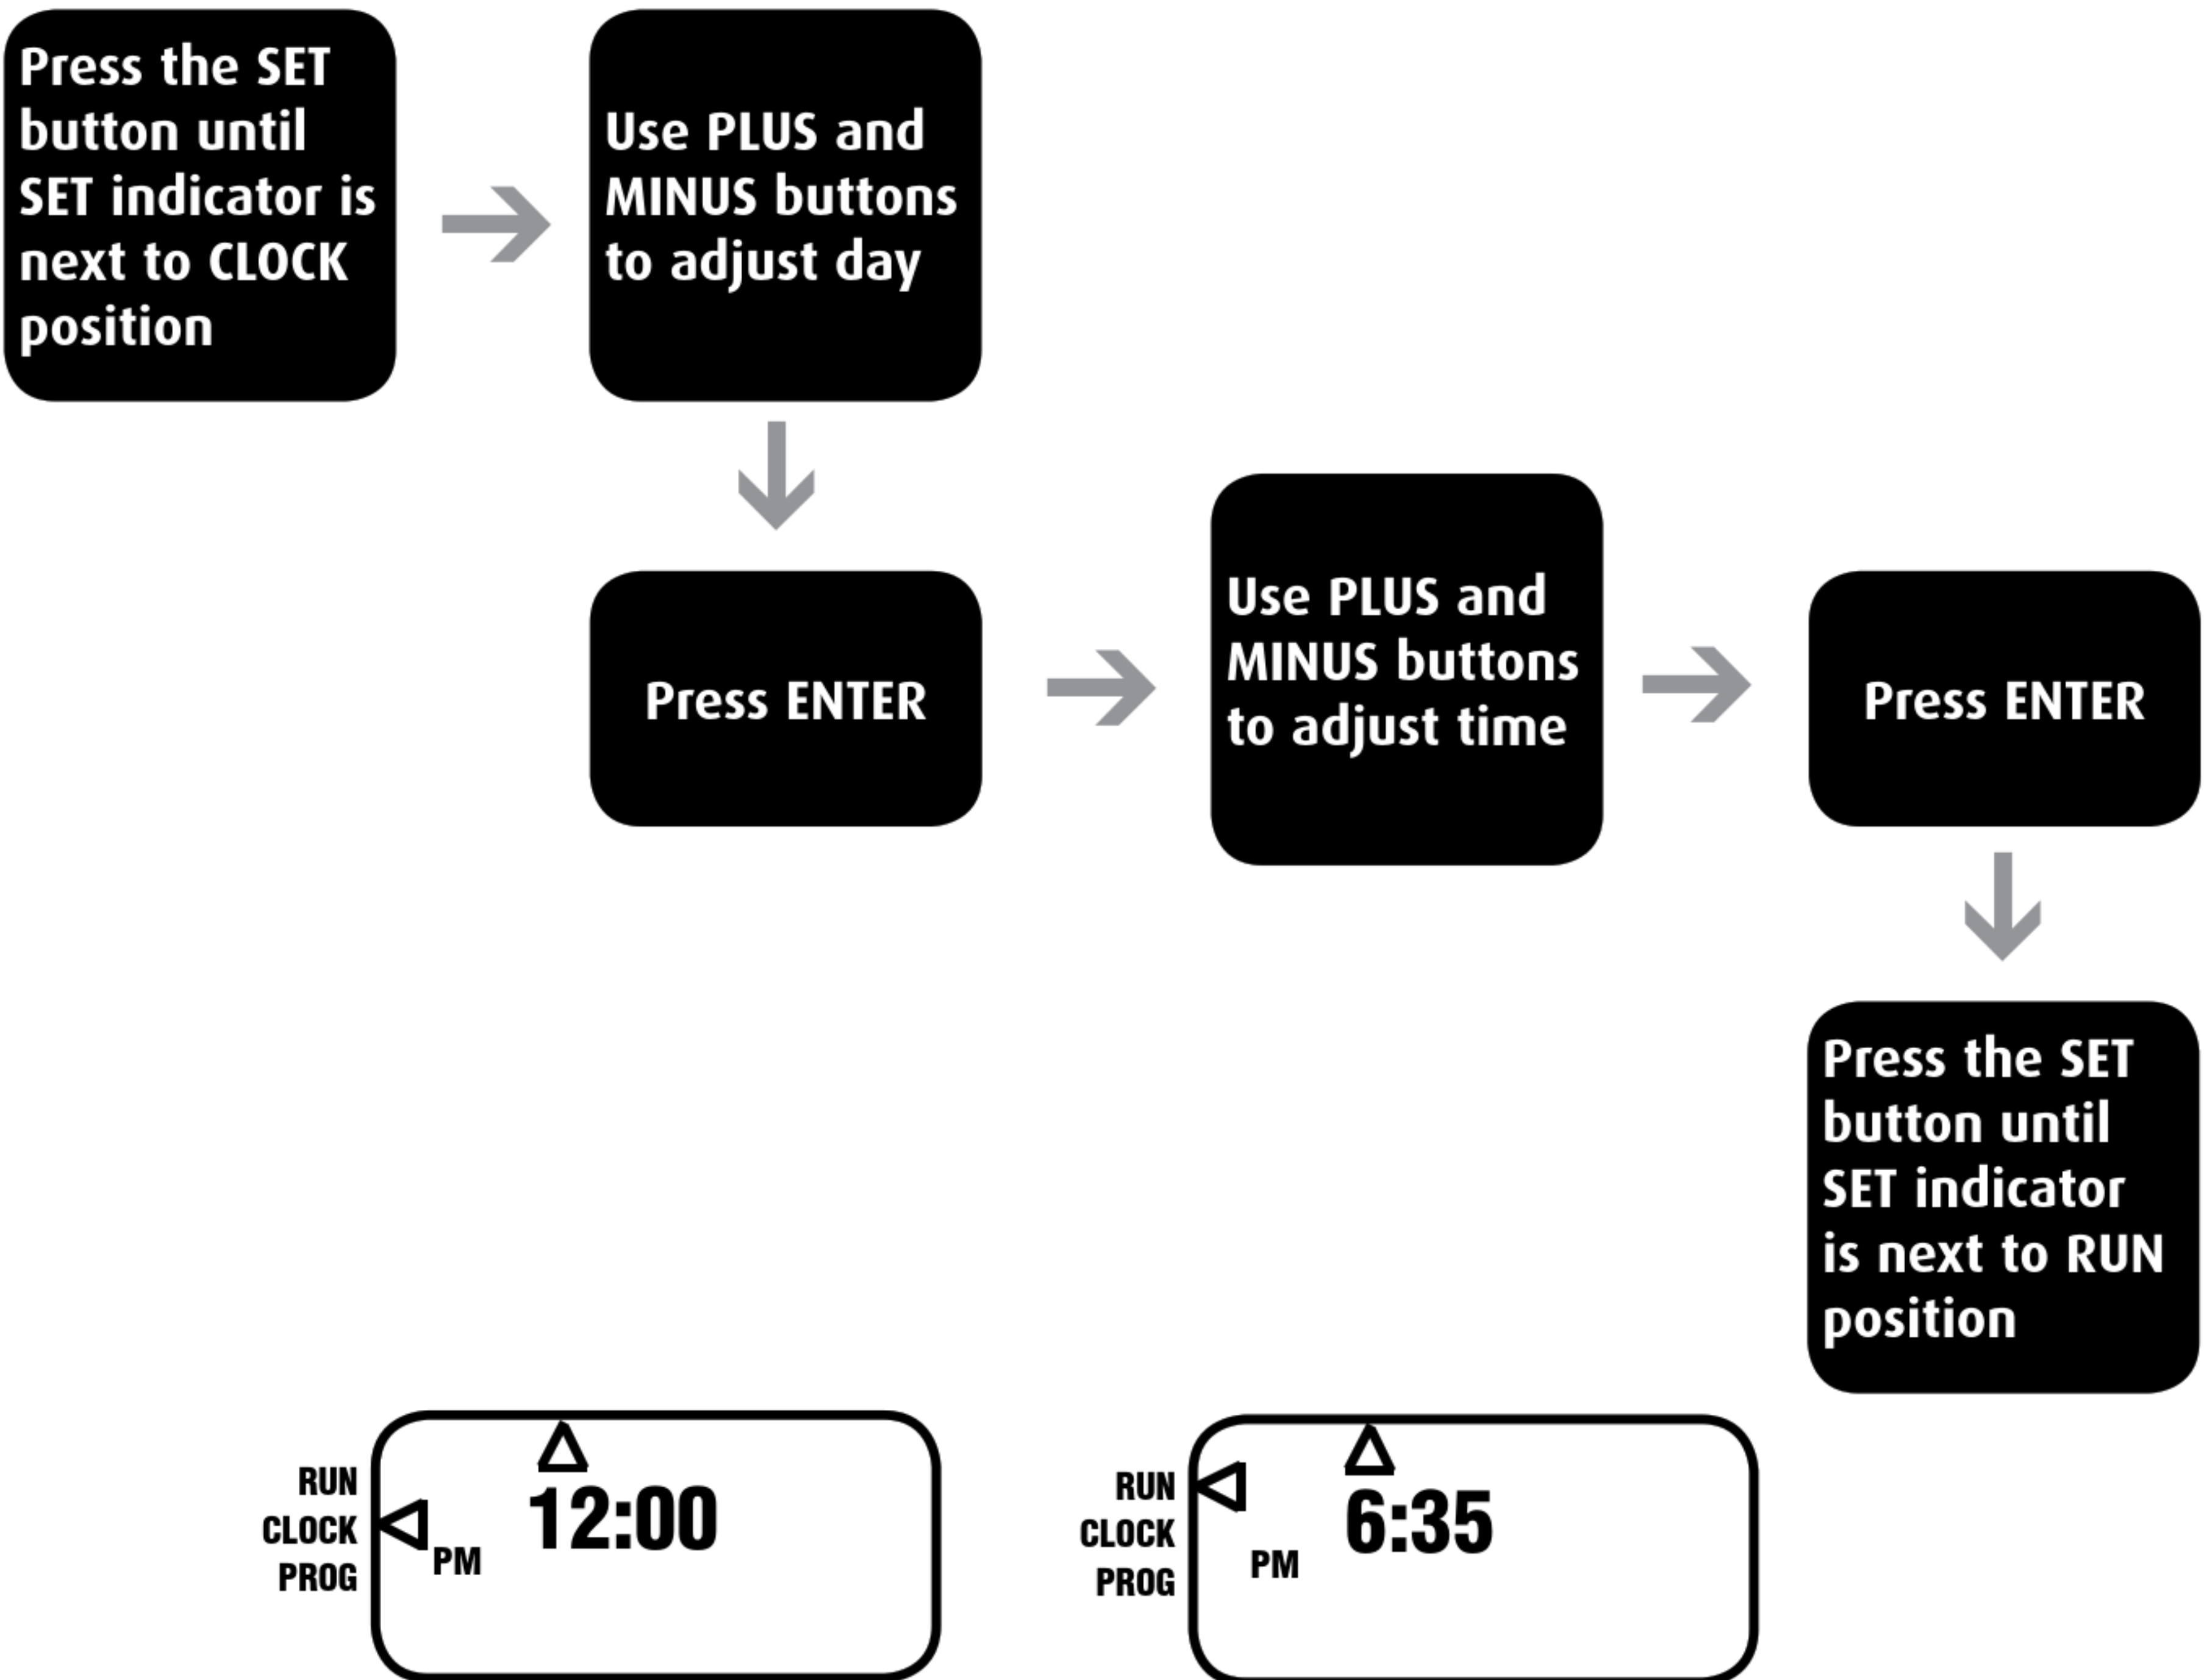 Press the SET
button until
SET indicator is
next to CLOCK
position
Use PLUS and
MINUS buttons
to adjust day
Press ENTER
Use PLUS and
MINUS buttons
to adjust time
Press ENTER
Press the SET
button until
SET indicator
is next to RUN
position
RUN
CLOCK
PROG
PM
12:00
RUN
CLOCK
PROG
PM
6:35